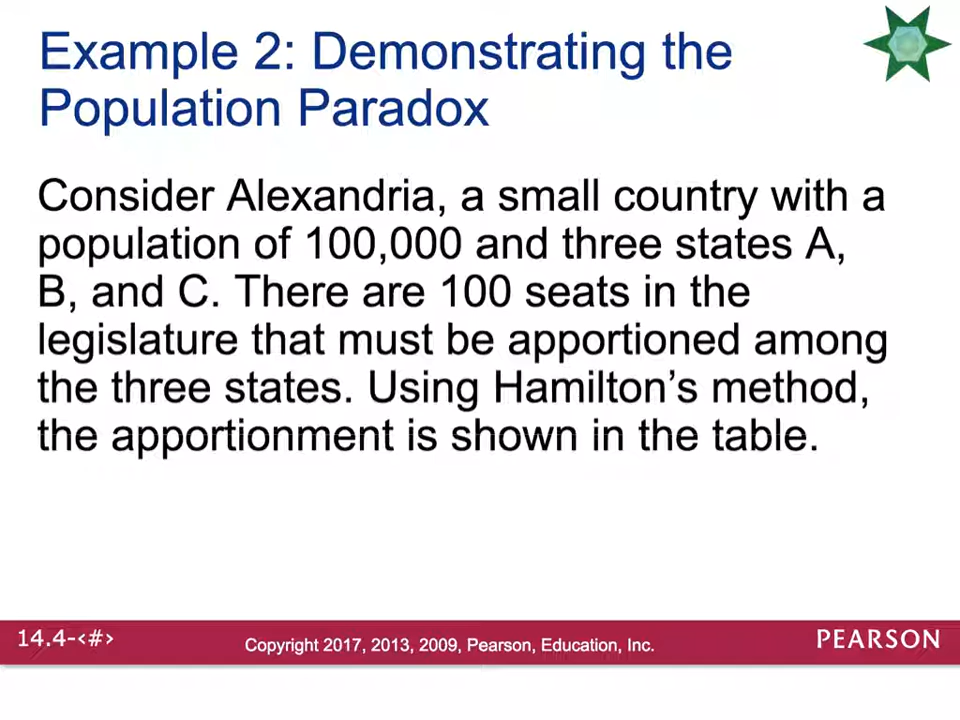 Example 2: Demonstrating the
Population Paradox
Consider Alexandria, a small country with a
population of 100,000 and three states A,
B, and C. There are 100 seats in the
legislature that must be apportioned among
the three states. Using Hamilton’s method,
the apportionment is shown in the table.
14.4-‹#›
Copyright 2017, 2013, 2009, Pearson, Education, Inc.
PEARSON